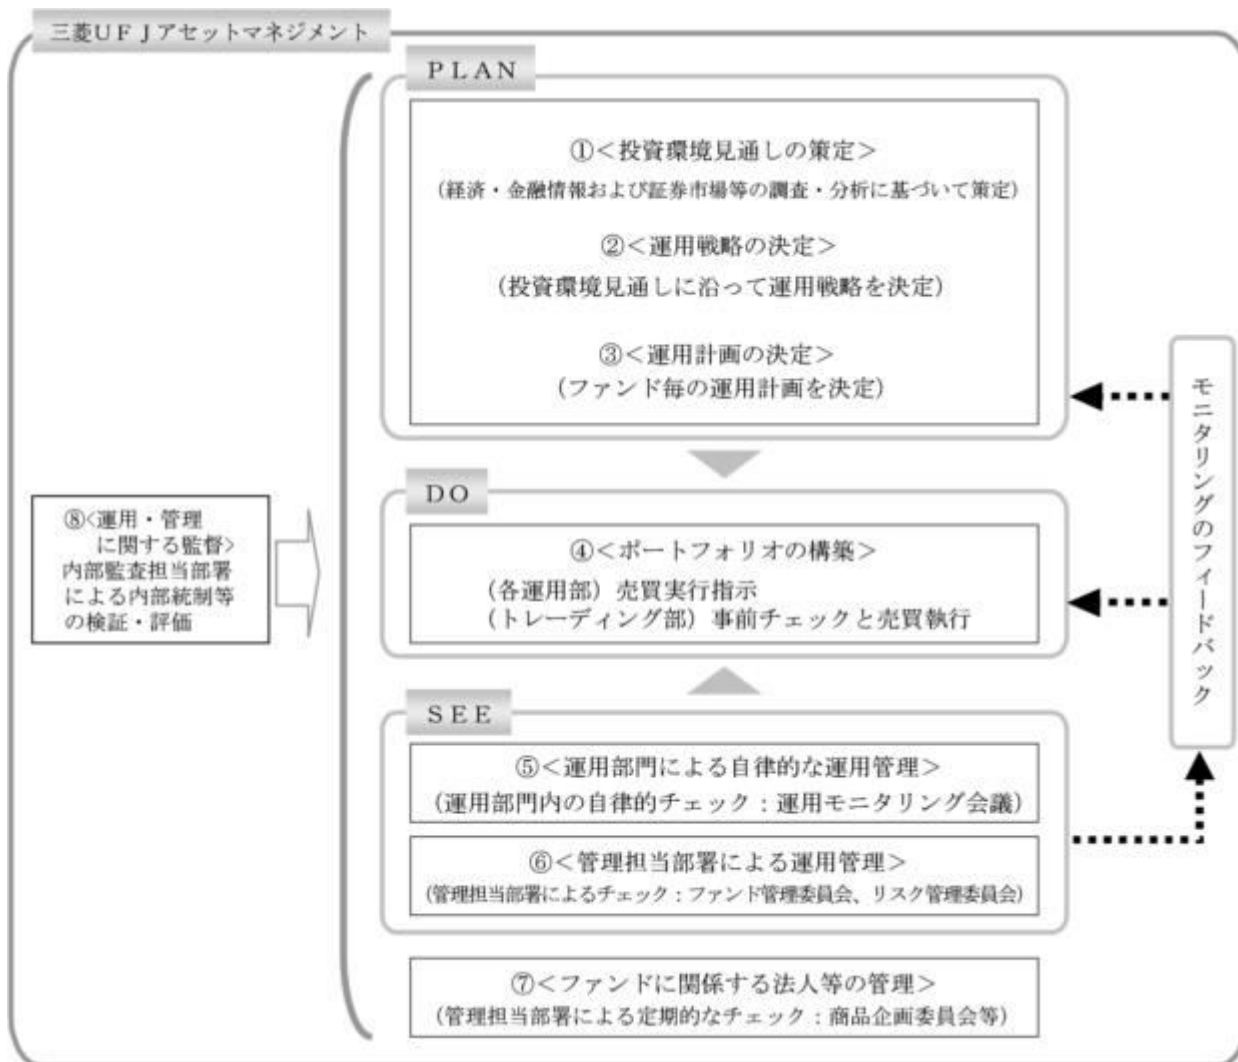 三菱ＵＦＪアセットマネジメント
ＰＬＡＮ
①＜投資環境見通しの策定＞
（経済・金融情報および証券市場等の調査・分析に基づいて策定）
②＜運用戦略の決定＞
（投資環境見通しに沿って運用戦略を決定）
③＜運用計画の決定＞
（ファンド毎の運用計画を決定）
ＤＯ
④＜ポートフォリオの構築＞
（各運用部）売買実行指示
（トレーディング部）事前チェックと売買執行
ＳＥＥ
⑤＜運用部門による自律的な運用管理＞
（運用部門内の自律的チェック：運用モニタリング会議）
⑥＜管理担当部署による運用管理＞
（管理担当部署によるチェック：ファンド管理委員会、リスク管理委員会）
⑦＜ファンドに関係する法人等の管理＞
（管理担当部署による定期的なチェック：商品企画委員会等）
⑧<運用・管理
に関する監督>
内部監査担当部署
による内部統制等
の検証・評価
モニタリングのフィードバック